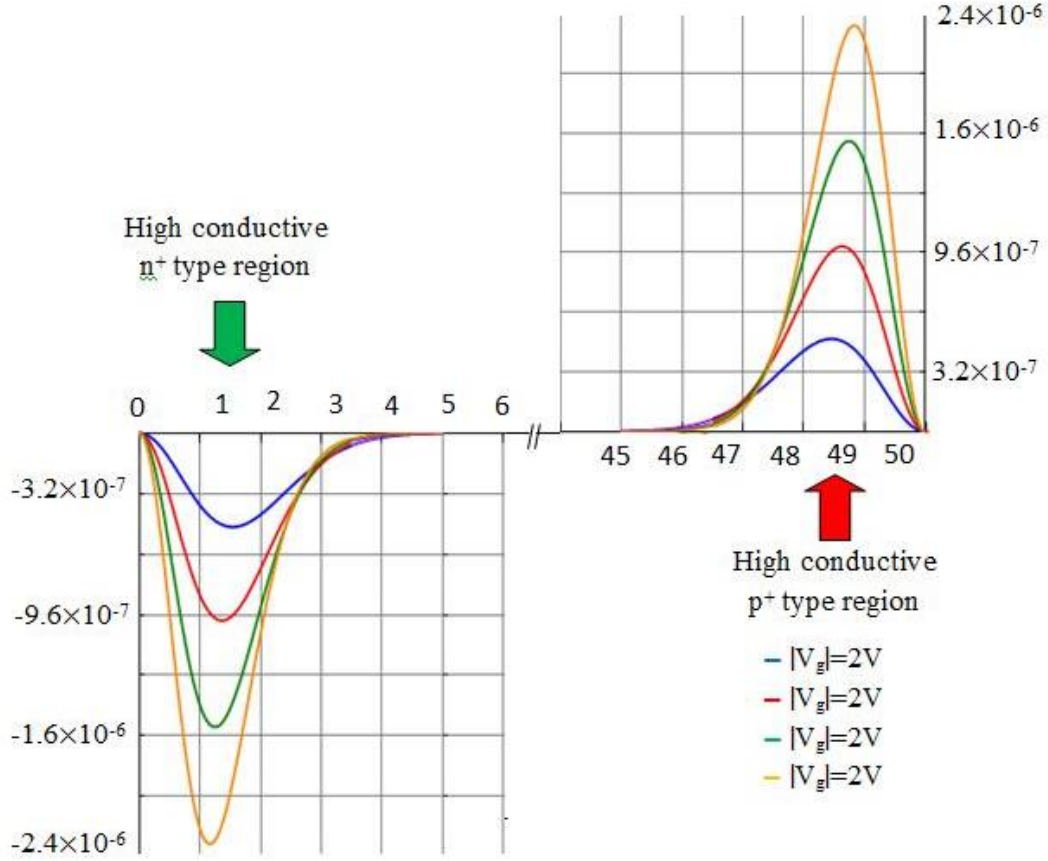 2.4×10⁻⁶
1.6×10⁻⁶
9.6×10⁻⁷
3.2×10⁻⁷
High conductive
n⁺ type region
0 1 2 3 4 5 6
//
45 46 47 48 49 50
-3.2×10⁻⁷
-9.6×10⁻⁷
-1.6×10⁻⁶
-2.4×10⁻⁶
High conductive
p⁺ type region
|Vg|=2V
|Vg|=2V
|Vg|=2V
|Vg|=2V